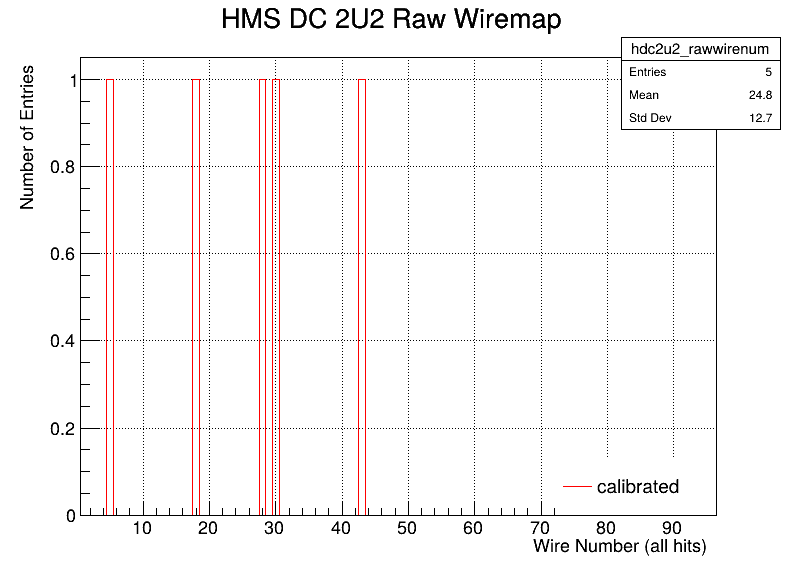 HMS DC 2U2 Raw Wiremap
hdc2u2_rawwirenum
Entries 5
Mean 24.8
Std Dev 12.7
Number of Entries
1
0.8
0.6
0.4
0.2
0
calibrated
10 20 30 40 50 60 70 80 90
Wire Number (all hits)